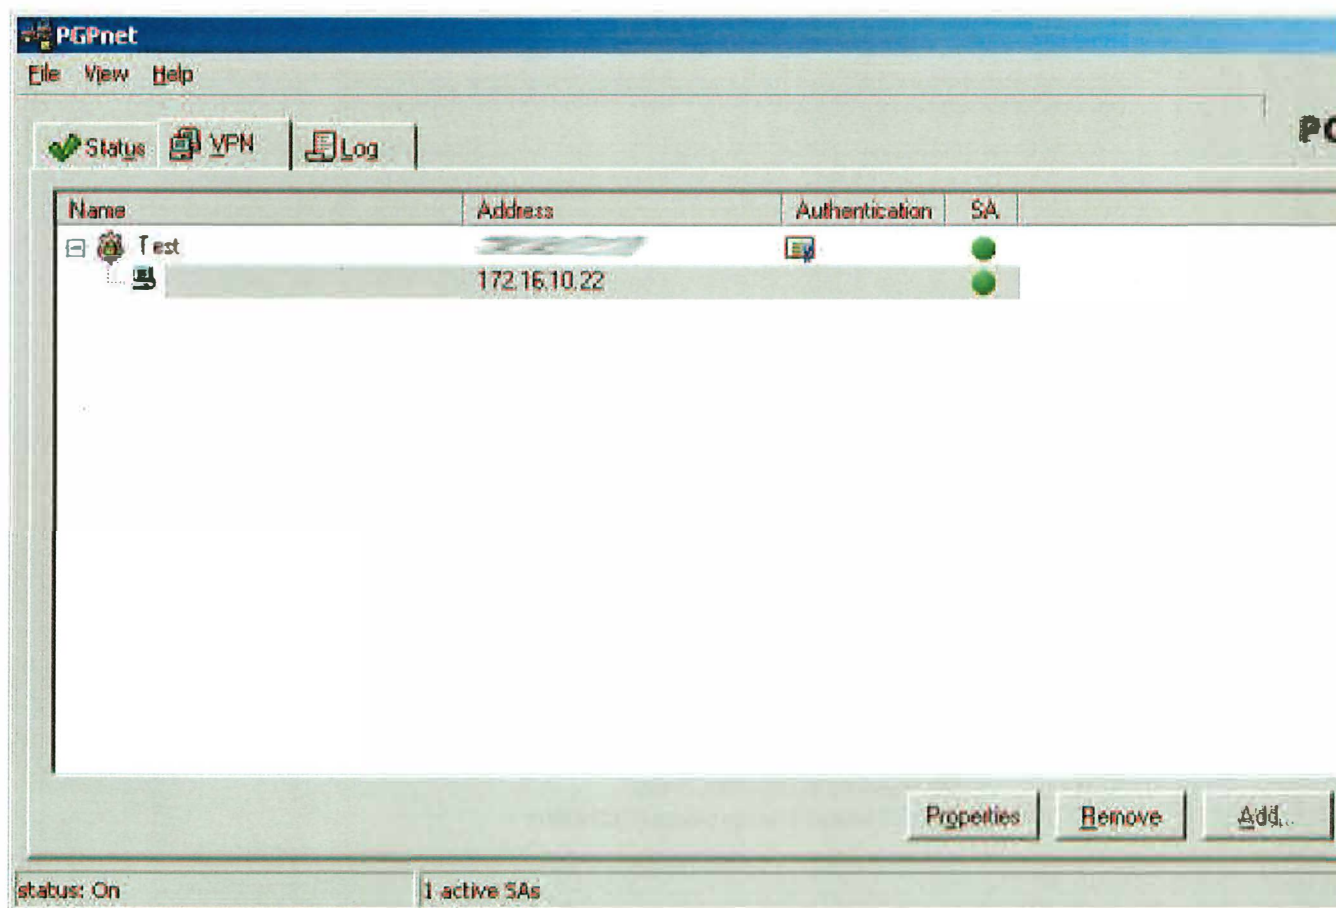 PGPnet
File View Help
Status VPN Log
Name Address Authentication SA
Test
172.16.10.22
Properties Remove Add...
status: On 1 active SAs